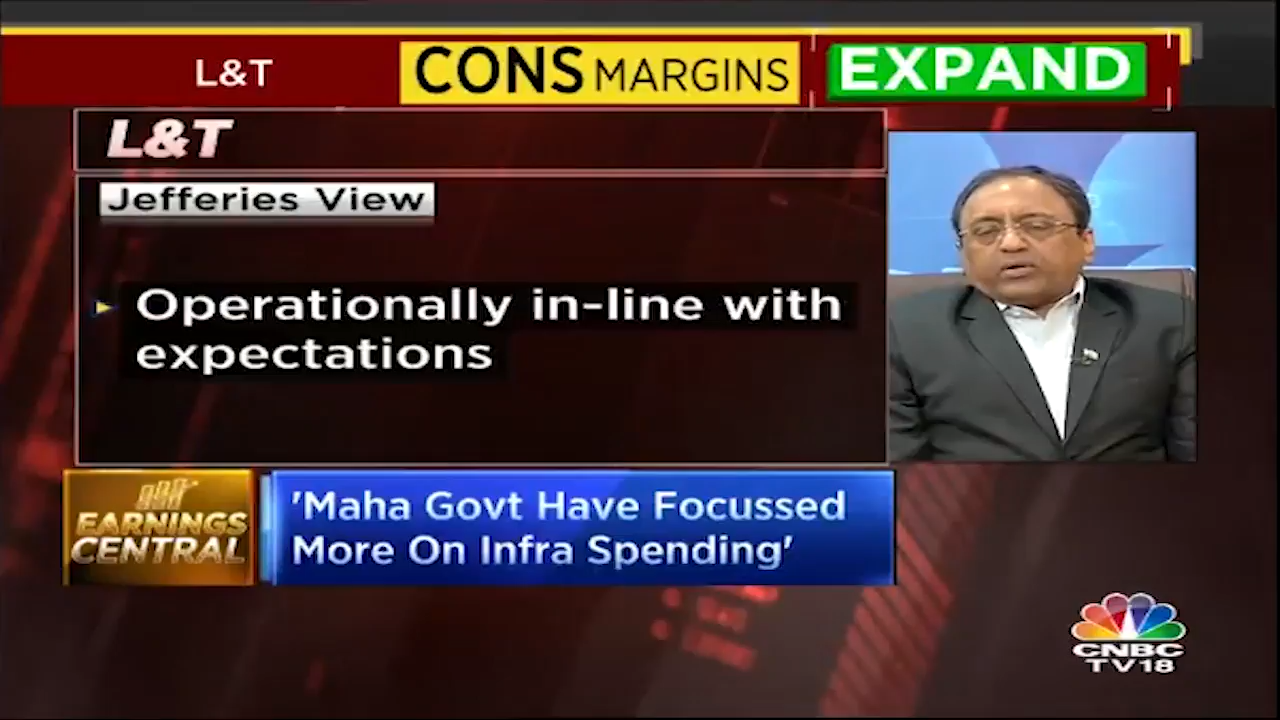 L&T CONS MARGINS EXPAND
L&T
Jefferies View
Operationally in-line with
expectations
EARNINGS
CENTRAL
'Maha Govt Have Focussed
More On Infra Spending'
CNBC
TV18